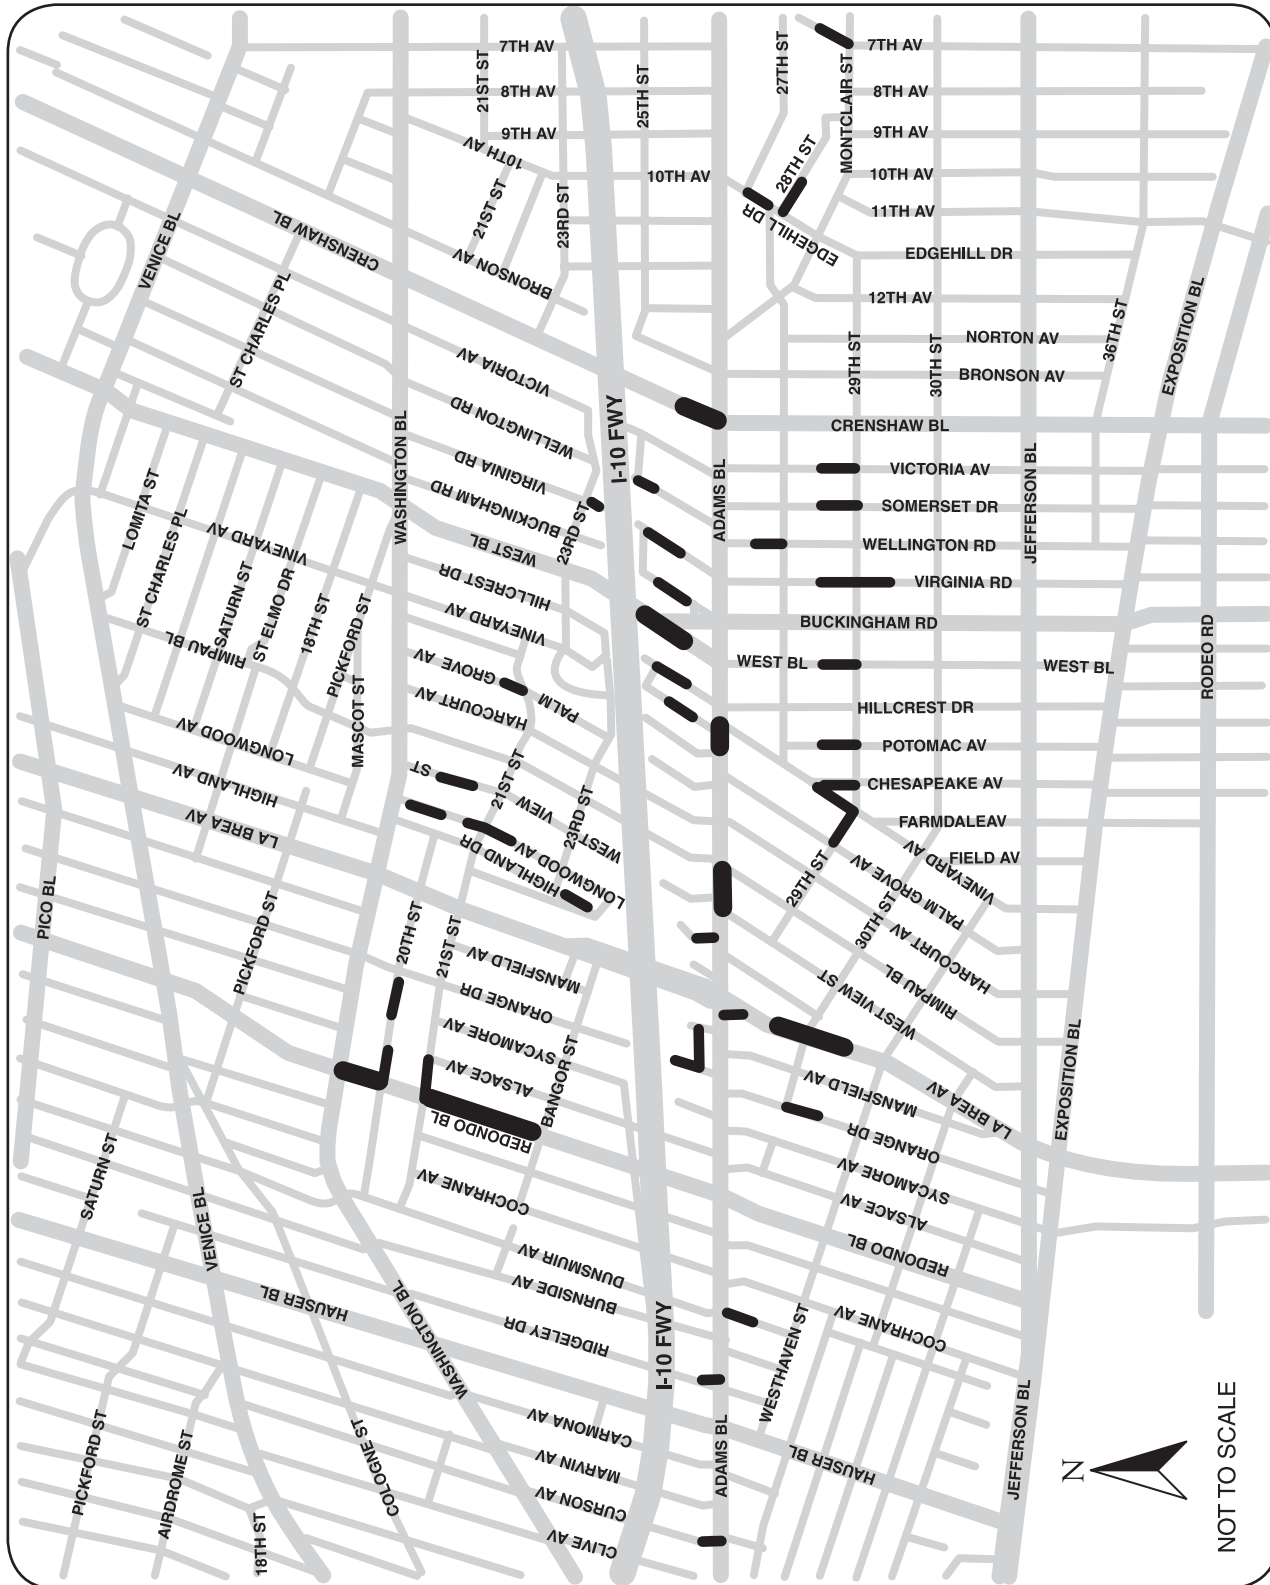 7TH AV
8TH AV
9TH AV
10TH AV
21ST ST
23RD ST
25TH ST
10TH AV
27TH ST
28TH ST
MONTCLAIR ST
7TH AV
8TH AV
9TH AV
10TH AV
11TH AV
EDGEHILL DR
EDGEHILL DR
12TH AV
NORTON AV
BRONSON AV
29TH ST
30TH ST
36TH ST
EXPOSITION BL
VENICE BL
CRENSHAW BL
21ST ST
BRONSON AV
ST CHARLES PL
VICTORIA AV
WELLINGTON RD
VIRGINIA RD
BUCKINGHAM RD
WEST BL
HILLCREST DR
VINEYARD AV
WASHINGTON BL
23RD ST
I-10 FWY
ADAMS BL
CRENSHAW BL
VICTORIA AV
SOMERSET DR
WELLINGTON RD
VIRGINIA RD
BUCKINGHAM RD
WEST BL
WEST BL
HILLCREST DR
POTOMAC AV
CHESAPEAKE AV
FARMDALEAV
FIELD AV
JEFFERSON BL
RODEO RD
LOMITA ST
ST CHARLES PL
VINEYARD AV
SATURN ST
ST ELMO DR
18TH ST
PICKFORD ST
MASCOT ST
RIMPAU BL
LONGWOOD AV
HIGHLAND AV
LA BREA AV
PALM GROVE AV
HARCOURT AV
21ST ST
WEST VIEW ST
23RD ST
LONGWOOD AV
HIGHLAND DR
29TH ST
30TH ST
VINEYARD AV
PALM GROVE AV
HARCOURT AV
RIMPAU BL
WEST VIEW ST
PICO BL
PICKFORD ST
20TH ST
21ST ST
MANSFIELD AV
ORANGE DR
SYCAMORE AV
ALSACE AV
BANGOR ST
REDONDO BL
COCHRANE AV
DUNSMUIR AV
BURNSIDE AV
RIDGELEY DR
MANSFIELD AV
LA BREA AV
ORANGE DR
SYCAMORE AV
ALSACE AV
REDONDO BL
COCHRANE AV
EXPOSITION BL
SATURN ST
VENICE BL
HAUSER BL
WASHINGTON BL
I-10 FWY
WESTHAVEN ST
CARMONA AV
MARVIN AV
CURSON AV
CLIVE AV
ADAMS BL
HAUSER BL
JEFFERSON BL
PICKFORD ST
AIRDROME ST
18TH ST
COLOGNE ST
N
NOT TO SCALE